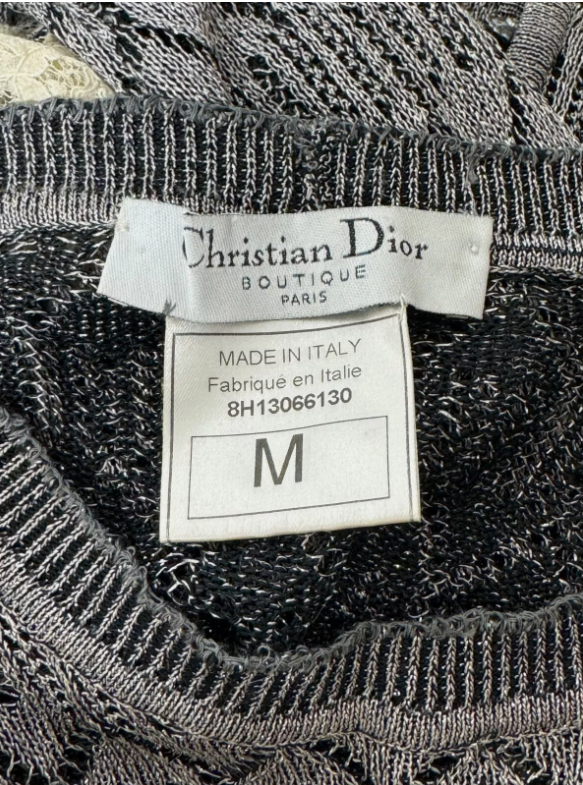 Christian Dior
BOUTIQUE
PARIS
MADE IN ITALY
Fabriqué en Italie
8H13066130
M